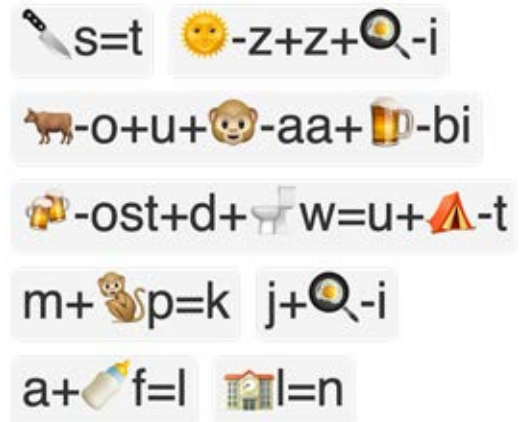 🔪s=t 🌞-z+z+🍳-i
🐂-o+u+🐵-aa+🍺-bi
🍻-ost+d+🚽w=u+⛺-t
m+🐒p=k j+🍳-i
a+🍼f=l 🏫l=n